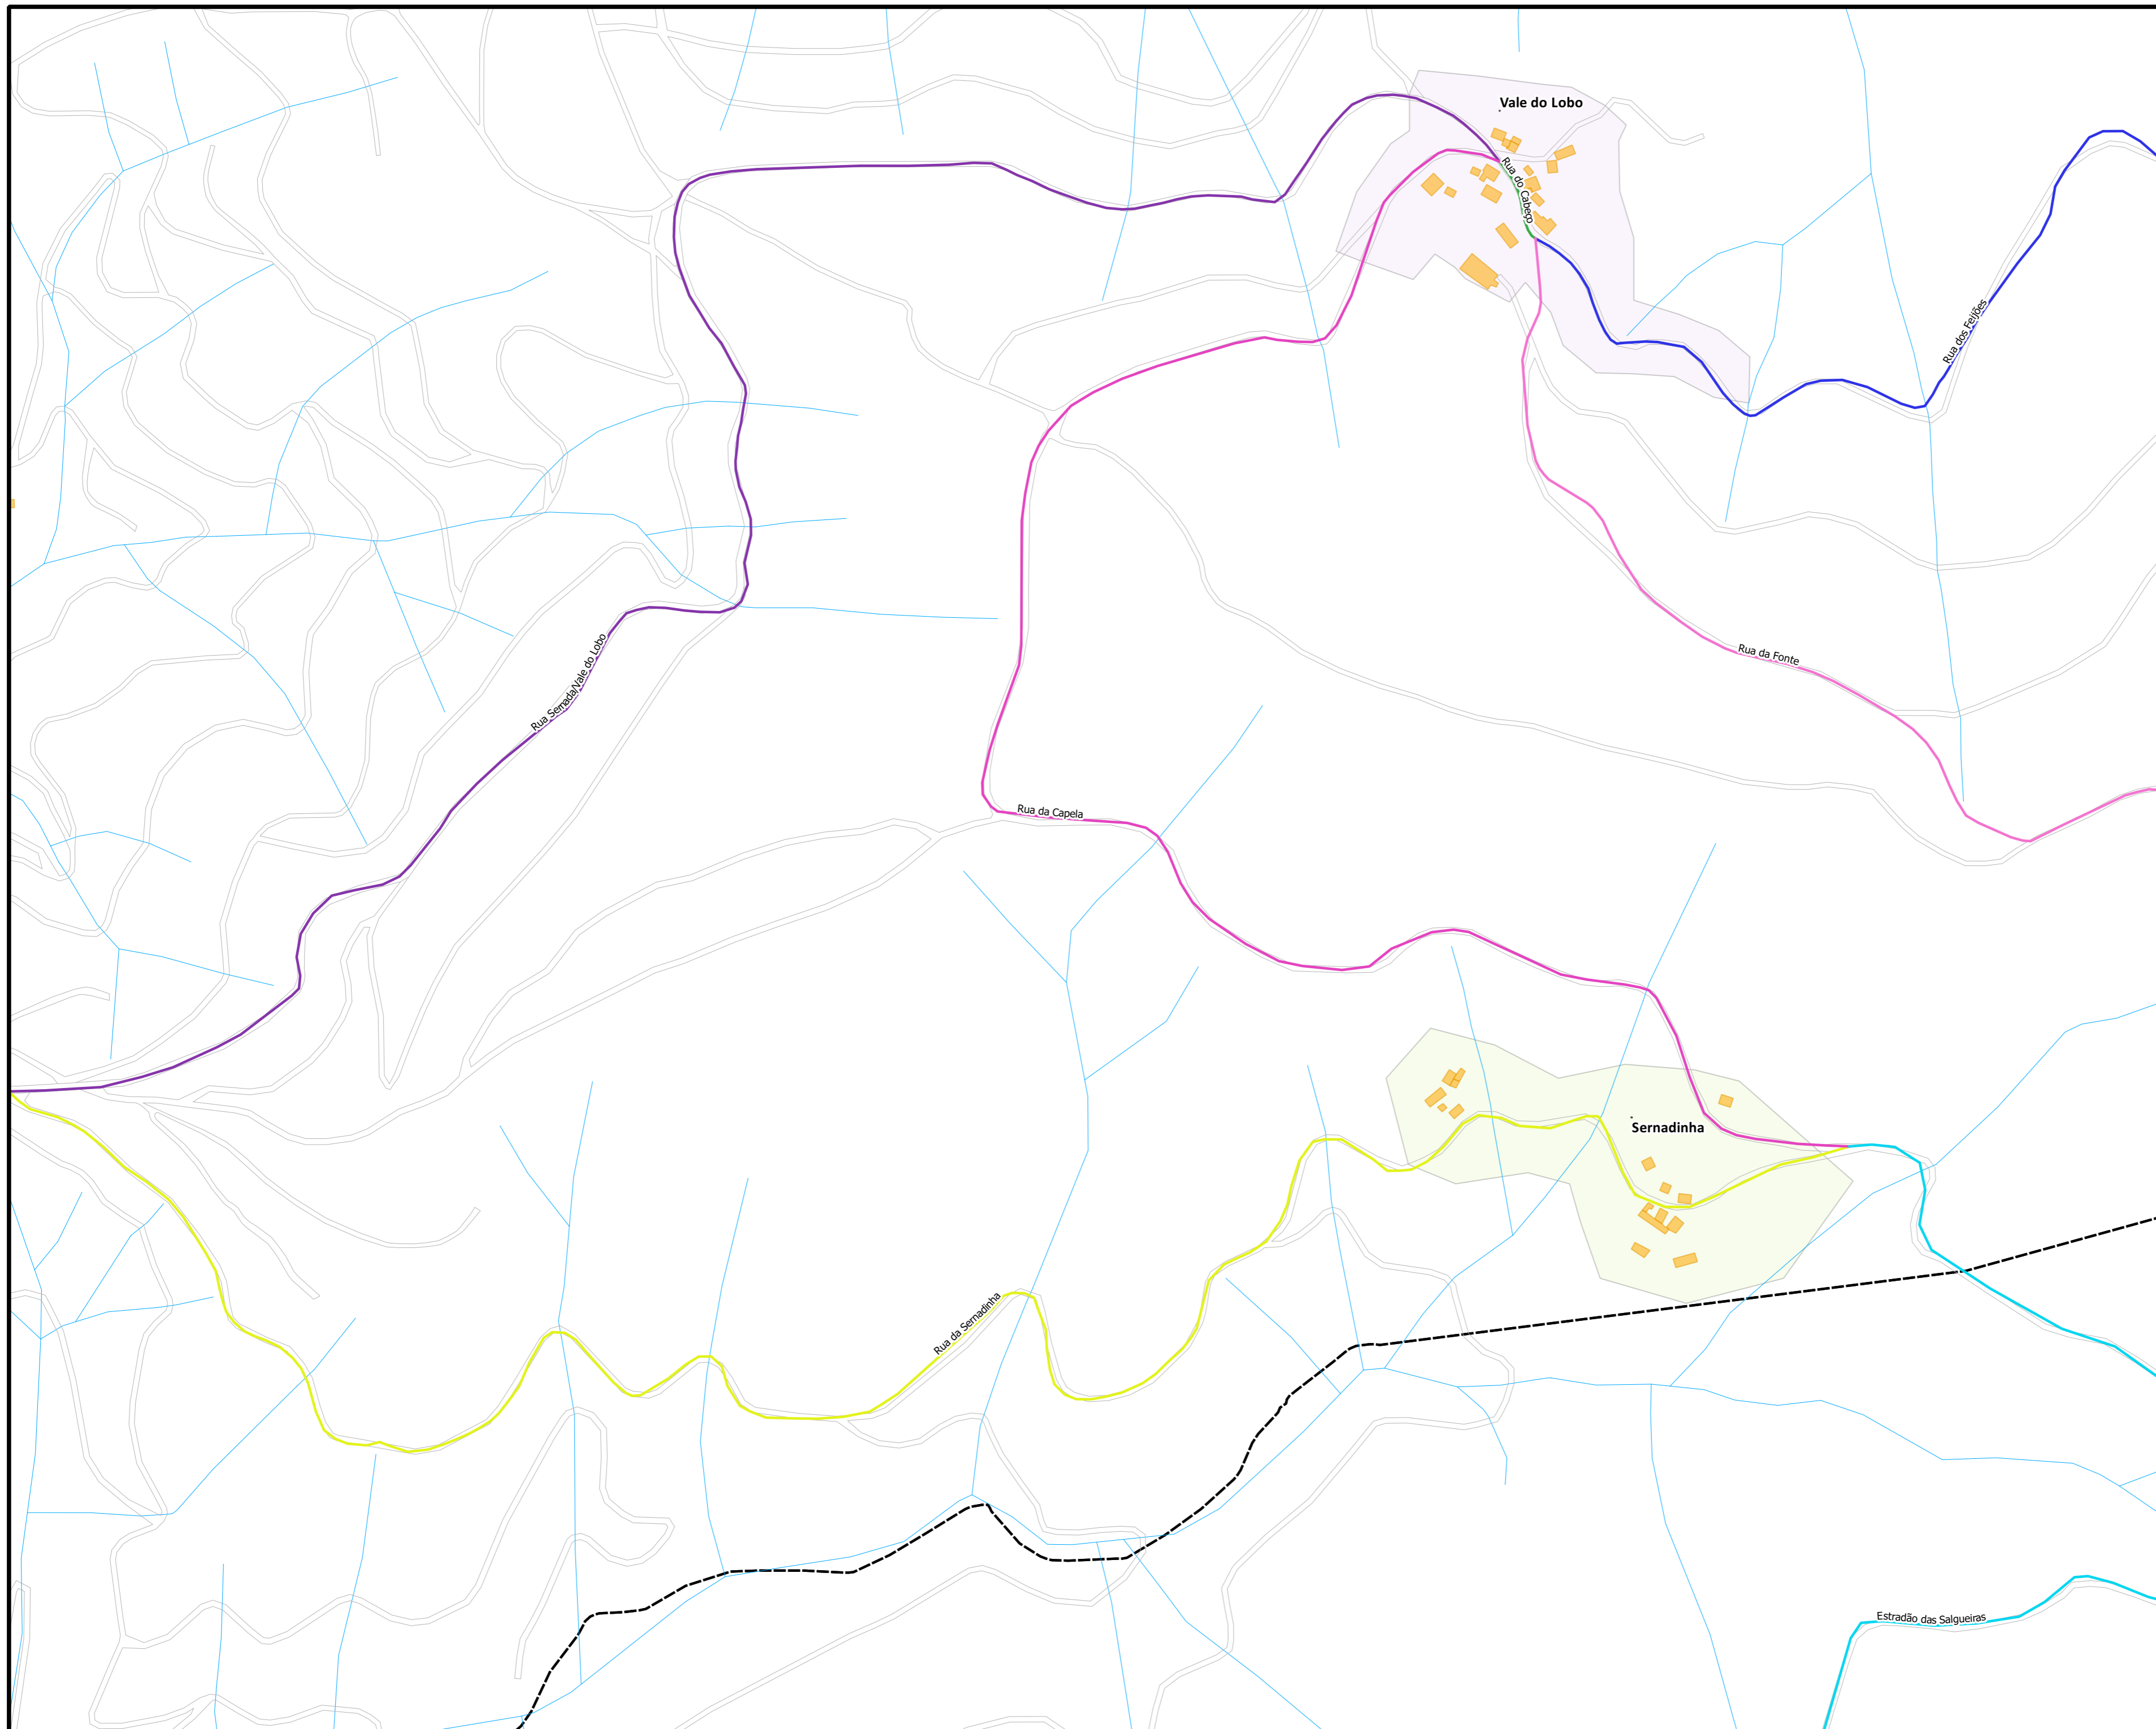 Vale do Lobo
Rua do Cabeço
Rua dos Feijões
Rua Sernada/Vale do Lobo
Rua da Fonte
Rua da Capela
Sernadinha
Rua da Sernadinha
Estradão das Salgueiras